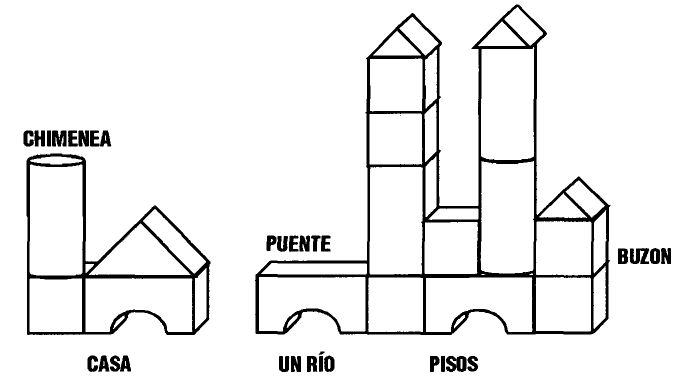 CHIMENEA
PUENTE
BUZON
CASA
UN RÍO
PISOS